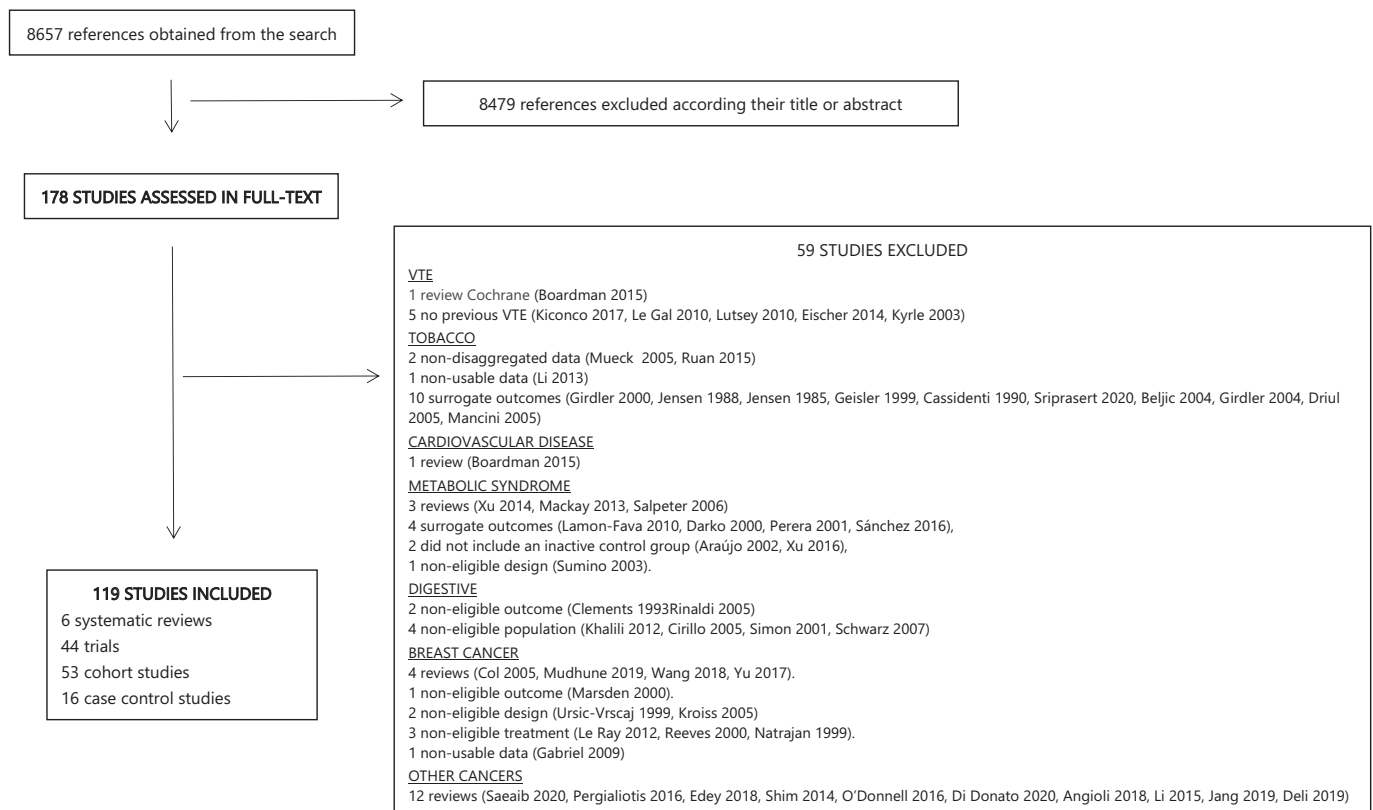 8657 references obtained from the search
8479 references excluded according their title or abstract
178 STUDIES ASSESSED IN FULL-TEXT
59 STUDIES EXCLUDED
VTE
1 review Cochrane (Boardman 2015)
5 no previous VTE (Kiconco 2017, Le Gal 2010, Lutsey 2010, Eischer 2014, Kyrle 2003)
TOBACCO
2 non-disaggregated data (Mueck 2005, Ruan 2015)
1 non-usable data (Li 2013)
10 surrogate outcomes (Girdler 2000, Jensen 1988, Jensen 1985, Geisler 1999, Cassidenti 1990, Sriprasert 2020, Beljic 2004, Girdler 2004, Driul
2005, Mancini 2005)
CARDIOVASCULAR DISEASE
1 review (Boardman 2015)
METABOLIC SYNDROME
3 reviews (Xu 2014, Mackay 2013, Salpeter 2006)
4 surrogate outcomes (Lamon-Fava 2010, Darko 2000, Perera 2001, Sánchez 2016),
2 did not include an inactive control group (Araújo 2002, Xu 2016),
1 non-eligible design (Sumino 2003).
DIGESTIVE
2 non-eligible outcome (Clements 1993Rinaldi 2005)
4 non-eligible population (Khalili 2012, Cirillo 2005, Simon 2001, Schwarz 2007)
BREAST CANCER
4 reviews (Col 2005, Mudhune 2019, Wang 2018, Yu 2017).
1 non-eligible outcome (Marsden 2000).
2 non-eligible design (Ursic-Vrscaj 1999, Kroiss 2005)
3 non-eligible treatment (Le Ray 2012, Reeves 2000, Natrajan 1999).
1 non-usable data (Gabriel 2009)
OTHER CANCERS
12 reviews (Saeaib 2020, Pergialiotis 2016, Edey 2018, Shim 2014, O'Donnell 2016, Di Donato 2020, Angioli 2018, Li 2015, Jang 2019, Deli 2019)
119 STUDIES INCLUDED
6 systematic reviews
44 trials
53 cohort studies
16 case control studies